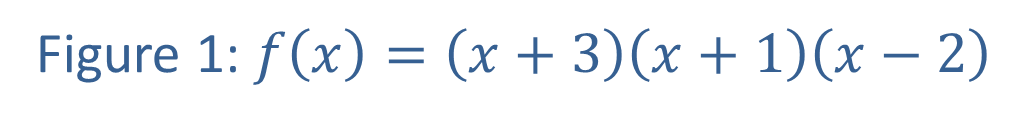 Figure 1: f(x) = (x + 3)(x + 1)(x − 2)